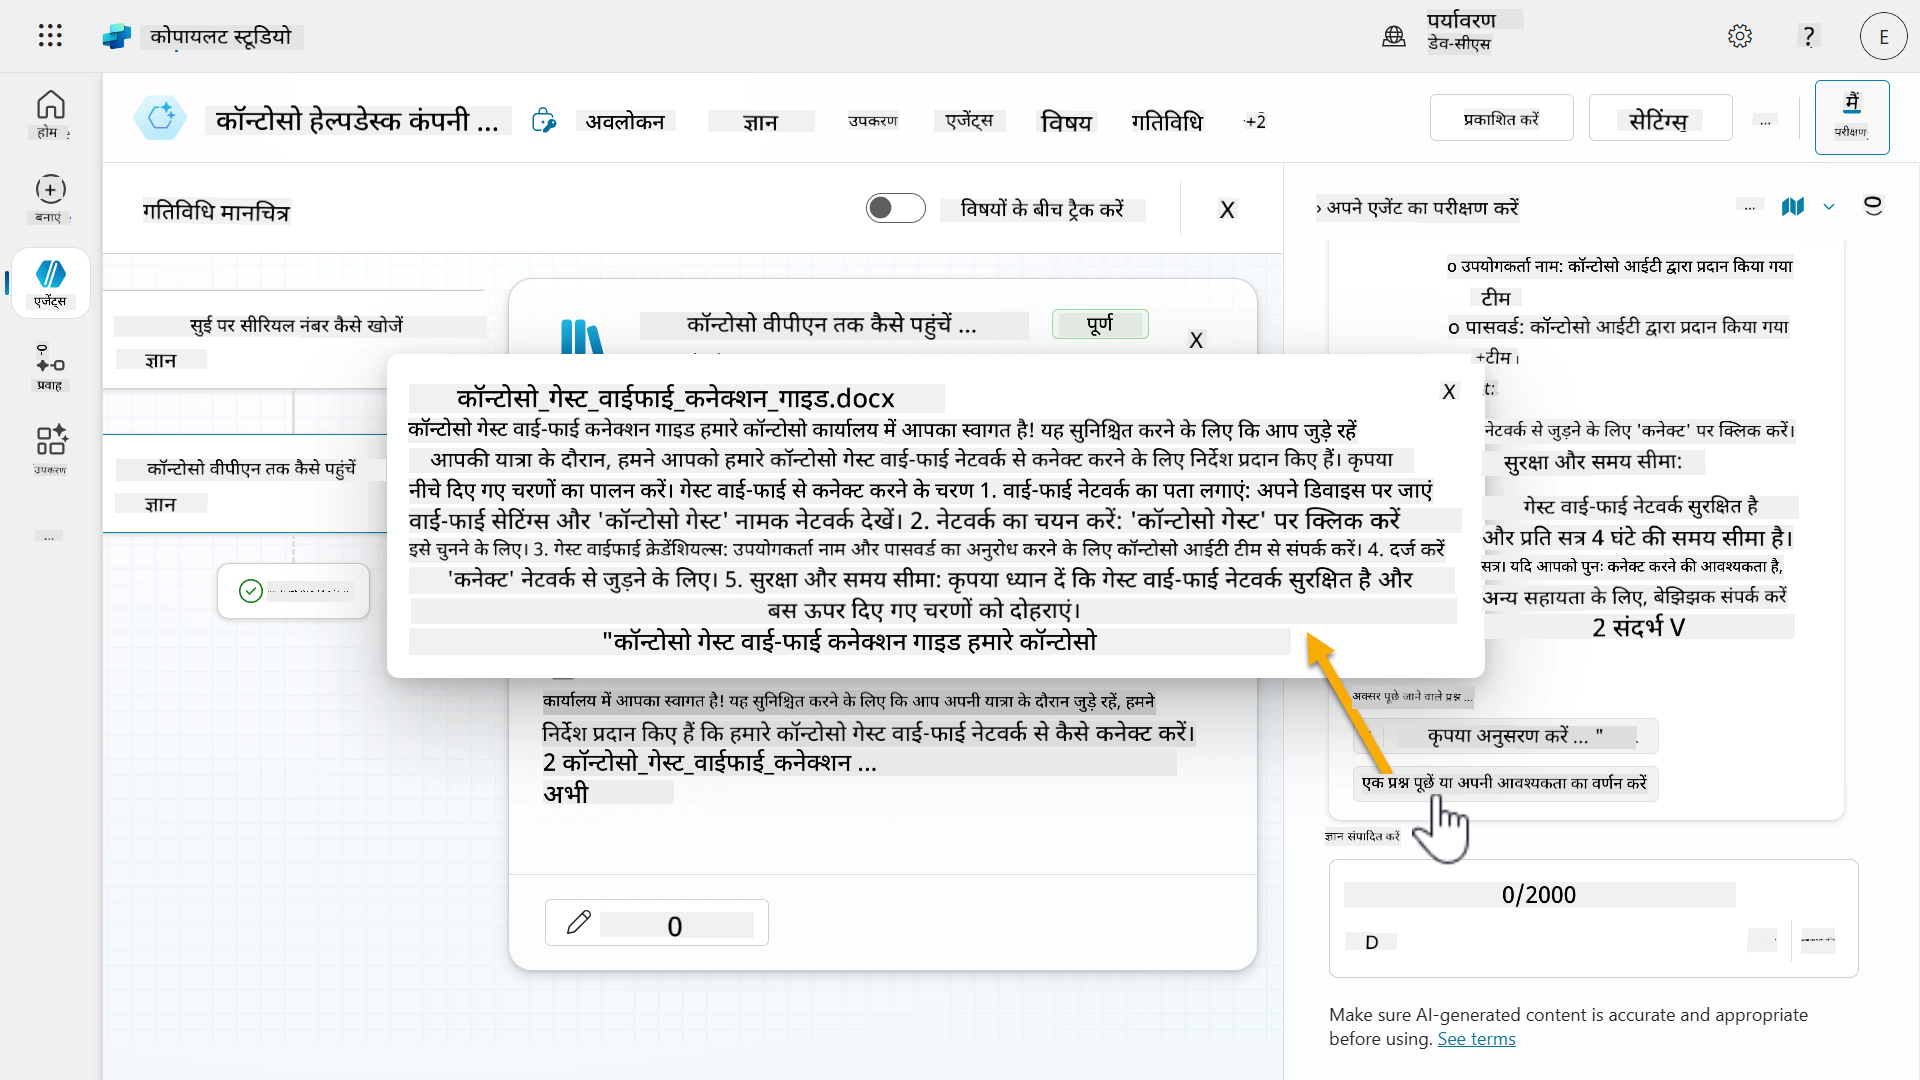 कोपायलट स्टूडियो
पर्यावरण
डेव-सीएस
?
E
होम
बनाएं
एजेंट्स
प्रवाह
उपकरण
...
कॉन्टोसो हेल्पडेस्क कंपनी ...
अवलोकन
ज्ञान
उपकरण
एजेंट्स
विषय
गतिविधि
+2
प्रकाशित करें
सेटिंग्स
...
मैं
परीक्षण
गतिविधि मानचित्र
विषयों के बीच ट्रैक करें
X
सुई पर सीरियल नंबर कैसे खोजें
ज्ञान
कॉन्टोसो वीपीएन तक कैसे पहुंचें
ज्ञान
कॉन्टोसो वीपीएन तक कैसे पहुंचें ...
पूर्ण
X
कॉन्टोसो_गेस्ट_वाईफाई_कनेक्शन_गाइड.docx
X
कॉन्टोसो गेस्ट वाई-फाई कनेक्शन गाइड हमारे कॉन्टोसो कार्यालय में आपका स्वागत है! यह सुनिश्चित करने के लिए कि आप जुड़े रहें
आपकी यात्रा के दौरान, हमने आपको हमारे कॉन्टोसो गेस्ट वाई-फाई नेटवर्क से कनेक्ट करने के लिए निर्देश प्रदान किए हैं। कृपया
नीचे दिए गए चरणों का पालन करें। गेस्ट वाई-फाई से कनेक्ट करने के चरण 1. वाई-फाई नेटवर्क का पता लगाएं: अपने डिवाइस पर जाएं
वाई-फाई सेटिंग्स और 'कॉन्टोसो गेस्ट' नामक नेटवर्क देखें। 2. नेटवर्क का चयन करें: 'कॉन्टोसो गेस्ट' पर क्लिक करें
इसे चुनने के लिए। 3. गेस्ट वाईफाई क्रेडेंशियल्स: उपयोगकर्ता नाम और पासवर्ड का अनुरोध करने के लिए कॉन्टोसो आईटी टीम से संपर्क करें। 4. दर्ज करें
'कनेक्ट' नेटवर्क से जुड़ने के लिए। 5. सुरक्षा और समय सीमा: कृपया ध्यान दें कि गेस्ट वाई-फाई नेटवर्क सुरक्षित है और
बस ऊपर दिए गए चरणों को दोहराएं।
"कॉन्टोसो गेस्ट वाई-फाई कनेक्शन गाइड हमारे कॉन्टोसो
कार्यालय में आपका स्वागत है! यह सुनिश्चित करने के लिए कि आप अपनी यात्रा के दौरान जुड़े रहें, हमने
निर्देश प्रदान किए हैं कि हमारे कॉन्टोसो गेस्ट वाई-फाई नेटवर्क से कैसे कनेक्ट करें।
2 कॉन्टोसो_गेस्ट_वाईफाई_कनेक्शन ...
अभी
0
› अपने एजेंट का परीक्षण करें
...
o उपयोगकर्ता नाम: कॉन्टोसो आईटी द्वारा प्रदान किया गया
टीम
o पासवर्ड: कॉन्टोसो आईटी द्वारा प्रदान किया गया
+टीम।
t:
नेटवर्क से जुड़ने के लिए 'कनेक्ट' पर क्लिक करें।
सुरक्षा और समय सीमा:
गेस्ट वाई-फाई नेटवर्क सुरक्षित है
और प्रति सत्र 4 घंटे की समय सीमा है।
सत्र। यदि आपको पुनः कनेक्ट करने की आवश्यकता है,
अन्य सहायता के लिए, बेझिझक संपर्क करें
2 संदर्भ V
अक्सर पूछे जाने वाले प्रश्न ...
कृपया अनुसरण करें ... "
एक प्रश्न पूछें या अपनी आवश्यकता का वर्णन करें
ज्ञान संपादित करें
0/2000
D
Make sure AI-generated content is accurate and appropriate
before using. See terms